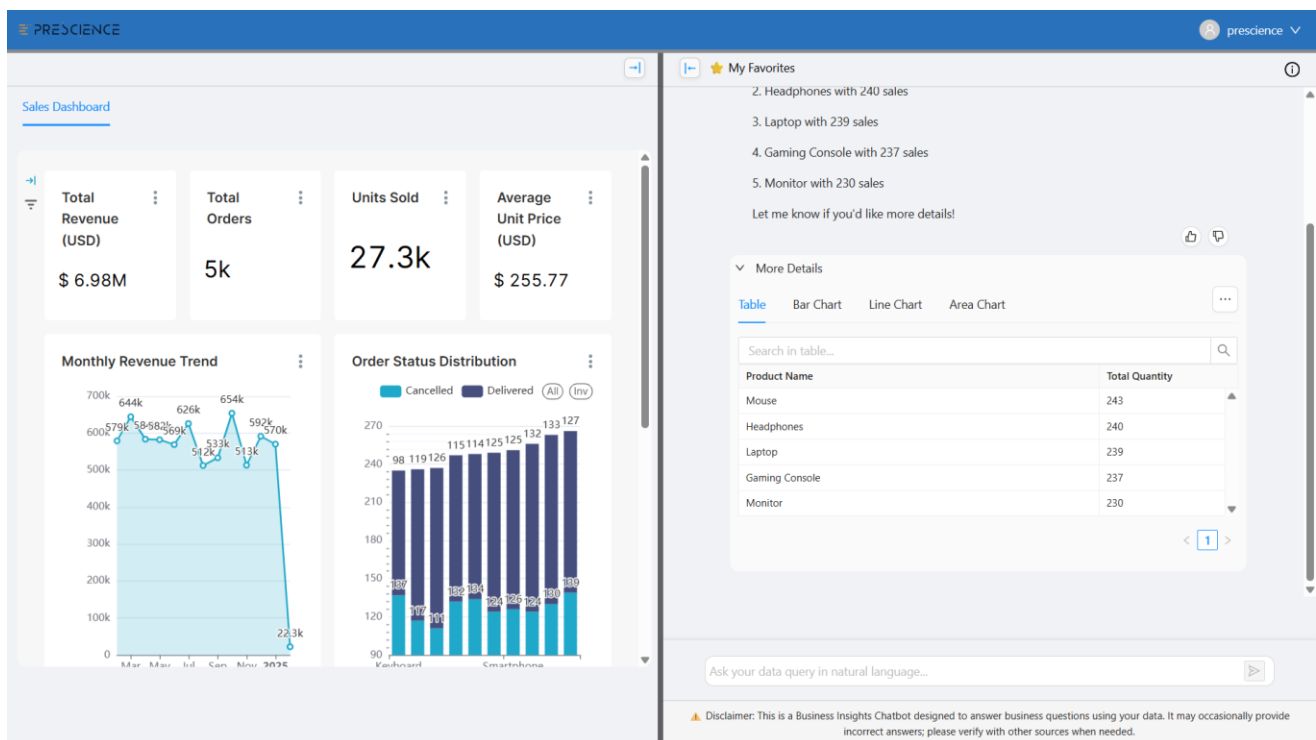 PRESCIENCE
prescience
My Favorites
Sales Dashboard
Total Revenue (USD)
$ 6.98M
Total Orders
5k
Units Sold
27.3k
Average Unit Price (USD)
$ 255.77
Monthly Revenue Trend
700k
600k
500k
400k
300k
200k
100k
0
579k
644k
582k
569k
626k
512k
533k
654k
513k
592k
570k
22.3k
Mar May Jul Sep Nov 2025
Order Status Distribution
Cancelled Delivered All Inv
270
240
210
180
150
120
90
98 119 126 115 114 125 125 132 133 127
137 117 111 132 134 124 126 124 130 139
Keyboard Smartphone
2. Headphones with 240 sales
3. Laptop with 239 sales
4. Gaming Console with 237 sales
5. Monitor with 230 sales
Let me know if you'd like more details!
More Details
Table Bar Chart Line Chart Area Chart
Search in table...
Product Name Total Quantity
Mouse 243
Headphones 240
Laptop 239
Gaming Console 237
Monitor 230
1
Ask your data query in natural language...
Disclaimer: This is a Business Insights Chatbot designed to answer business questions using your data. It may occasionally provide
incorrect answers; please verify with other sources when needed.